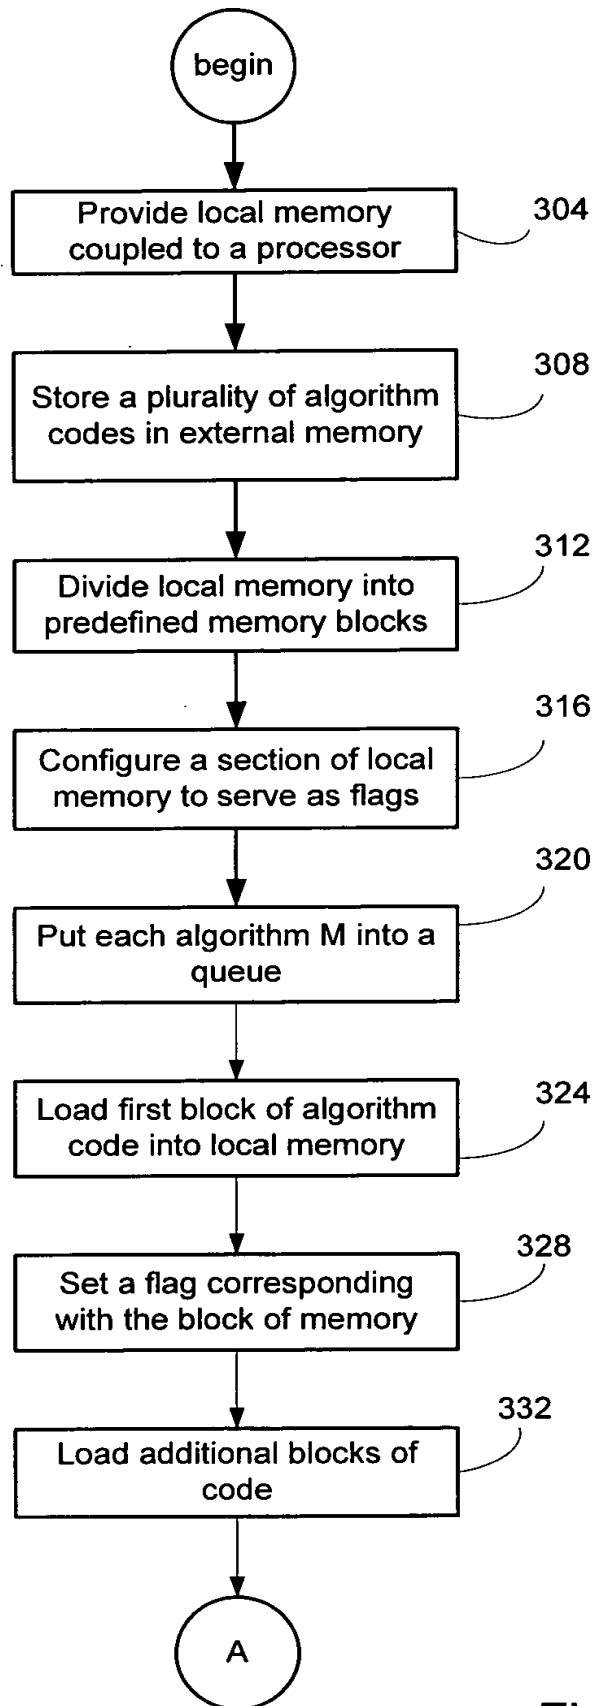 begin
Provide local memory
coupled to a processor
304
Store a plurality of algorithm
codes in external memory
308
Divide local memory into
predefined memory blocks
312
Configure a section of local
memory to serve as flags
316
Put each algorithm M into a
queue
320
Load first block of algorithm
code into local memory
324
Set a flag corresponding
with the block of memory
328
Load additional blocks of
code
332
A